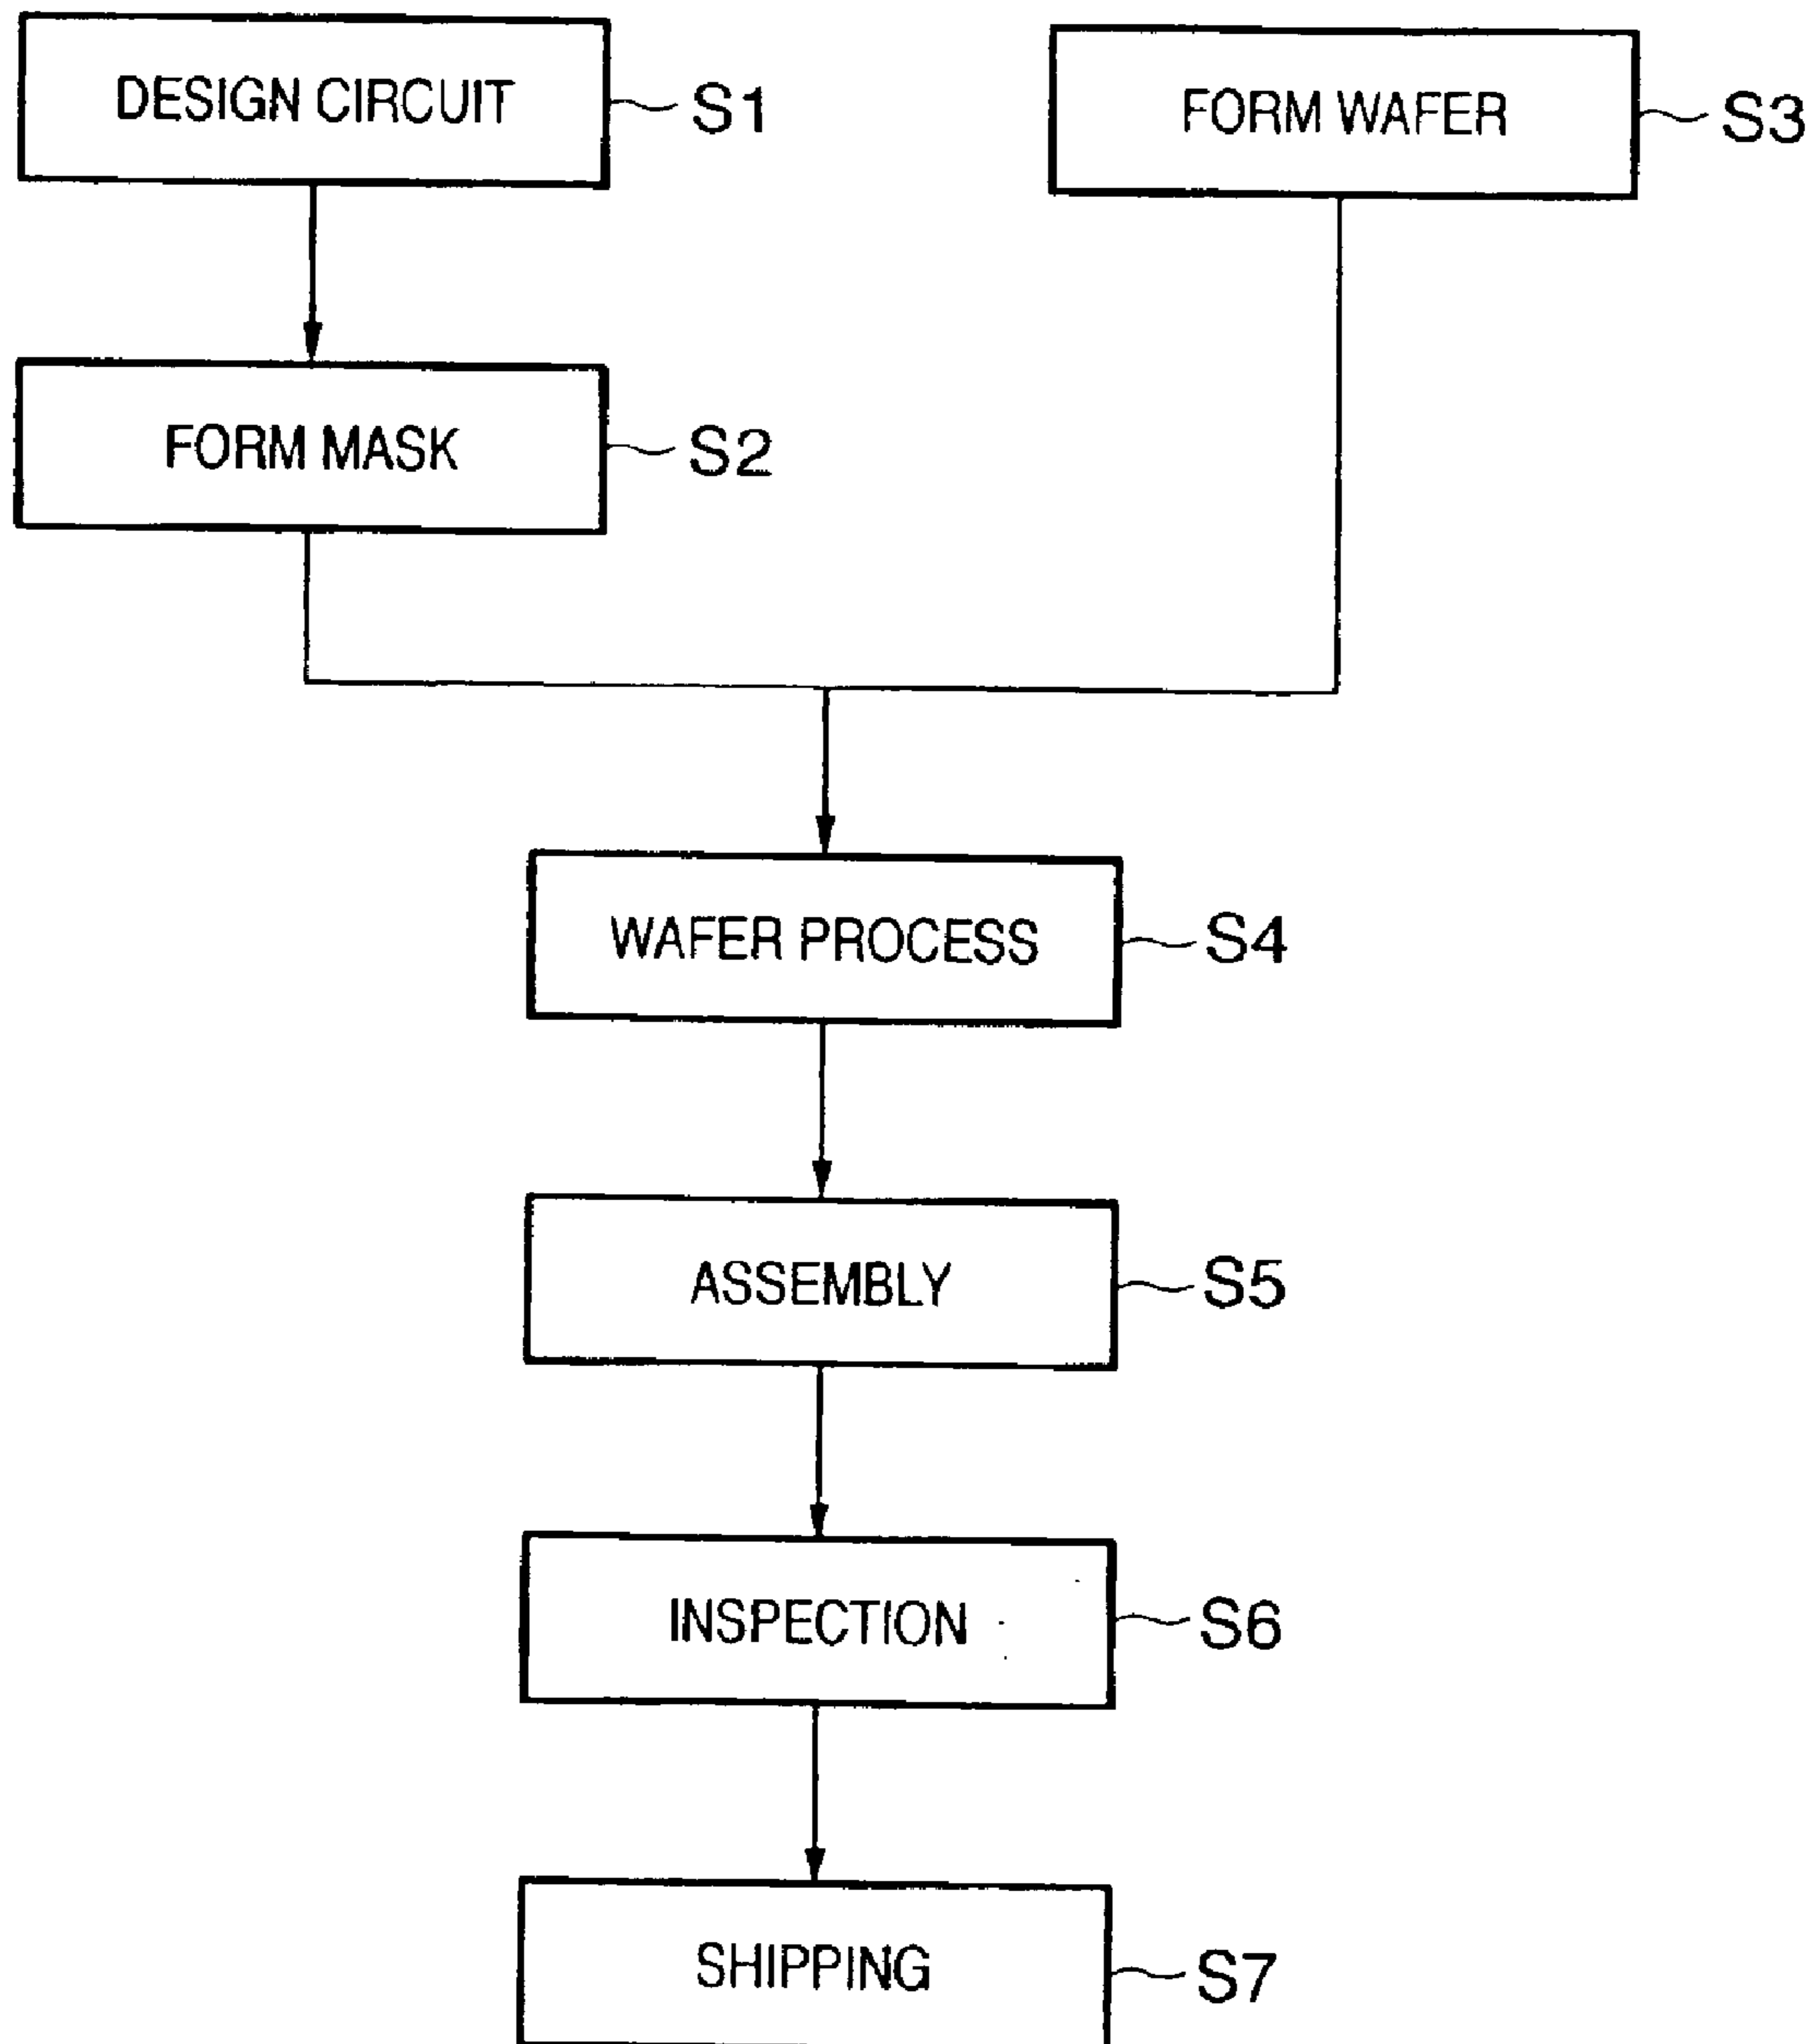 DESIGN CIRCUIT
S1
FORM WAFER
S3
FORM MASK
S2
WAFER PROCESS
S4
ASSEMBLY
S5
INSPECTION
S6
SHIPPING
S7